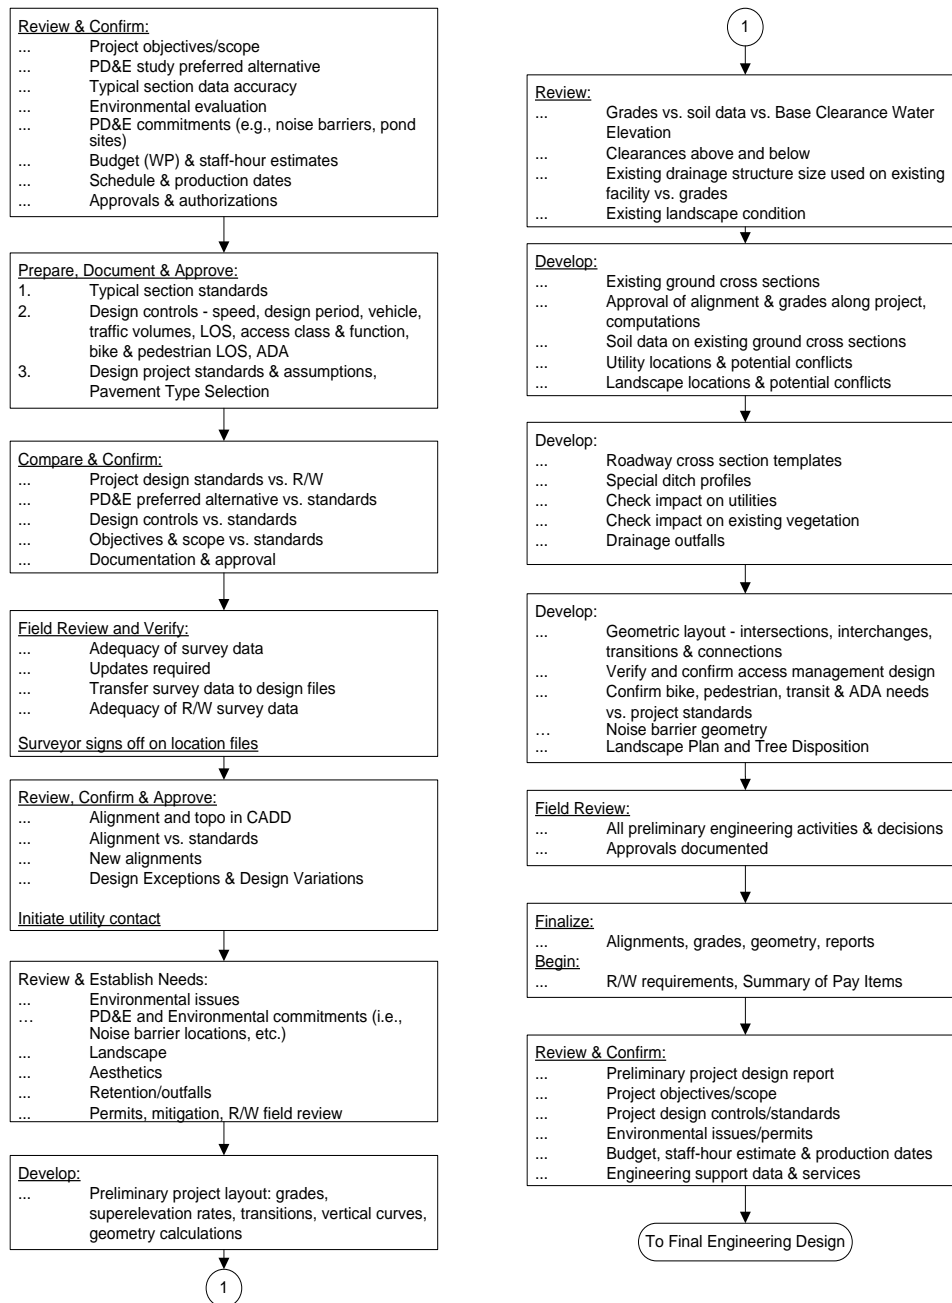 Review & Confirm:
... Project objectives/scope
... PD&E study preferred alternative
... Typical section data accuracy
... Environmental evaluation
... PD&E commitments (e.g., noise barriers, pond
sites)
... Budget (WP) & staff-hour estimates
... Schedule & production dates
... Approvals & authorizations
Prepare, Document & Approve:
1. Typical section standards
2. Design controls - speed, design period, vehicle,
traffic volumes, LOS, access class & function,
bike & pedestrian LOS, ADA
3. Design project standards & assumptions,
Pavement Type Selection
Compare & Confirm:
... Project design standards vs. R/W
... PD&E preferred alternative vs. standards
... Design controls vs. standards
... Objectives & scope vs. standards
... Documentation & approval
Field Review and Verify:
... Adequacy of survey data
... Updates required
... Transfer survey data to design files
... Adequacy of R/W survey data
Surveyor signs off on location files
Review, Confirm & Approve:
... Alignment and topo in CADD
... Alignment vs. standards
... New alignments
... Design Exceptions & Design Variations
Initiate utility contact
Review & Establish Needs:
... Environmental issues
... PD&E and Environmental commitments (i.e.,
Noise barrier locations, etc.)
... Landscape
... Aesthetics
... Retention/outfalls
... Permits, mitigation, R/W field review
Develop:
... Preliminary project layout: grades,
superelevation rates, transitions, vertical curves,
geometry calculations
1
1
Review:
... Grades vs. soil data vs. Base Clearance Water
Elevation
... Clearances above and below
... Existing drainage structure size used on existing
facility vs. grades
... Existing landscape condition
Develop:
... Existing ground cross sections
... Approval of alignment & grades along project,
computations
... Soil data on existing ground cross sections
... Utility locations & potential conflicts
... Landscape locations & potential conflicts
Develop:
... Roadway cross section templates
... Special ditch profiles
... Check impact on utilities
... Check impact on existing vegetation
... Drainage outfalls
Develop:
... Geometric layout - intersections, interchanges,
transitions & connections
... Verify and confirm access management design
... Confirm bike, pedestrian, transit & ADA needs
vs. project standards
... Noise barrier geometry
... Landscape Plan and Tree Disposition
Field Review:
... All preliminary engineering activities & decisions
... Approvals documented
Finalize:
... Alignments, grades, geometry, reports
Begin:
... R/W requirements, Summary of Pay Items
Review & Confirm:
... Preliminary project design report
... Project objectives/scope
... Project design controls/standards
... Environmental issues/permits
... Budget, staff-hour estimate & production dates
... Engineering support data & services
To Final Engineering Design